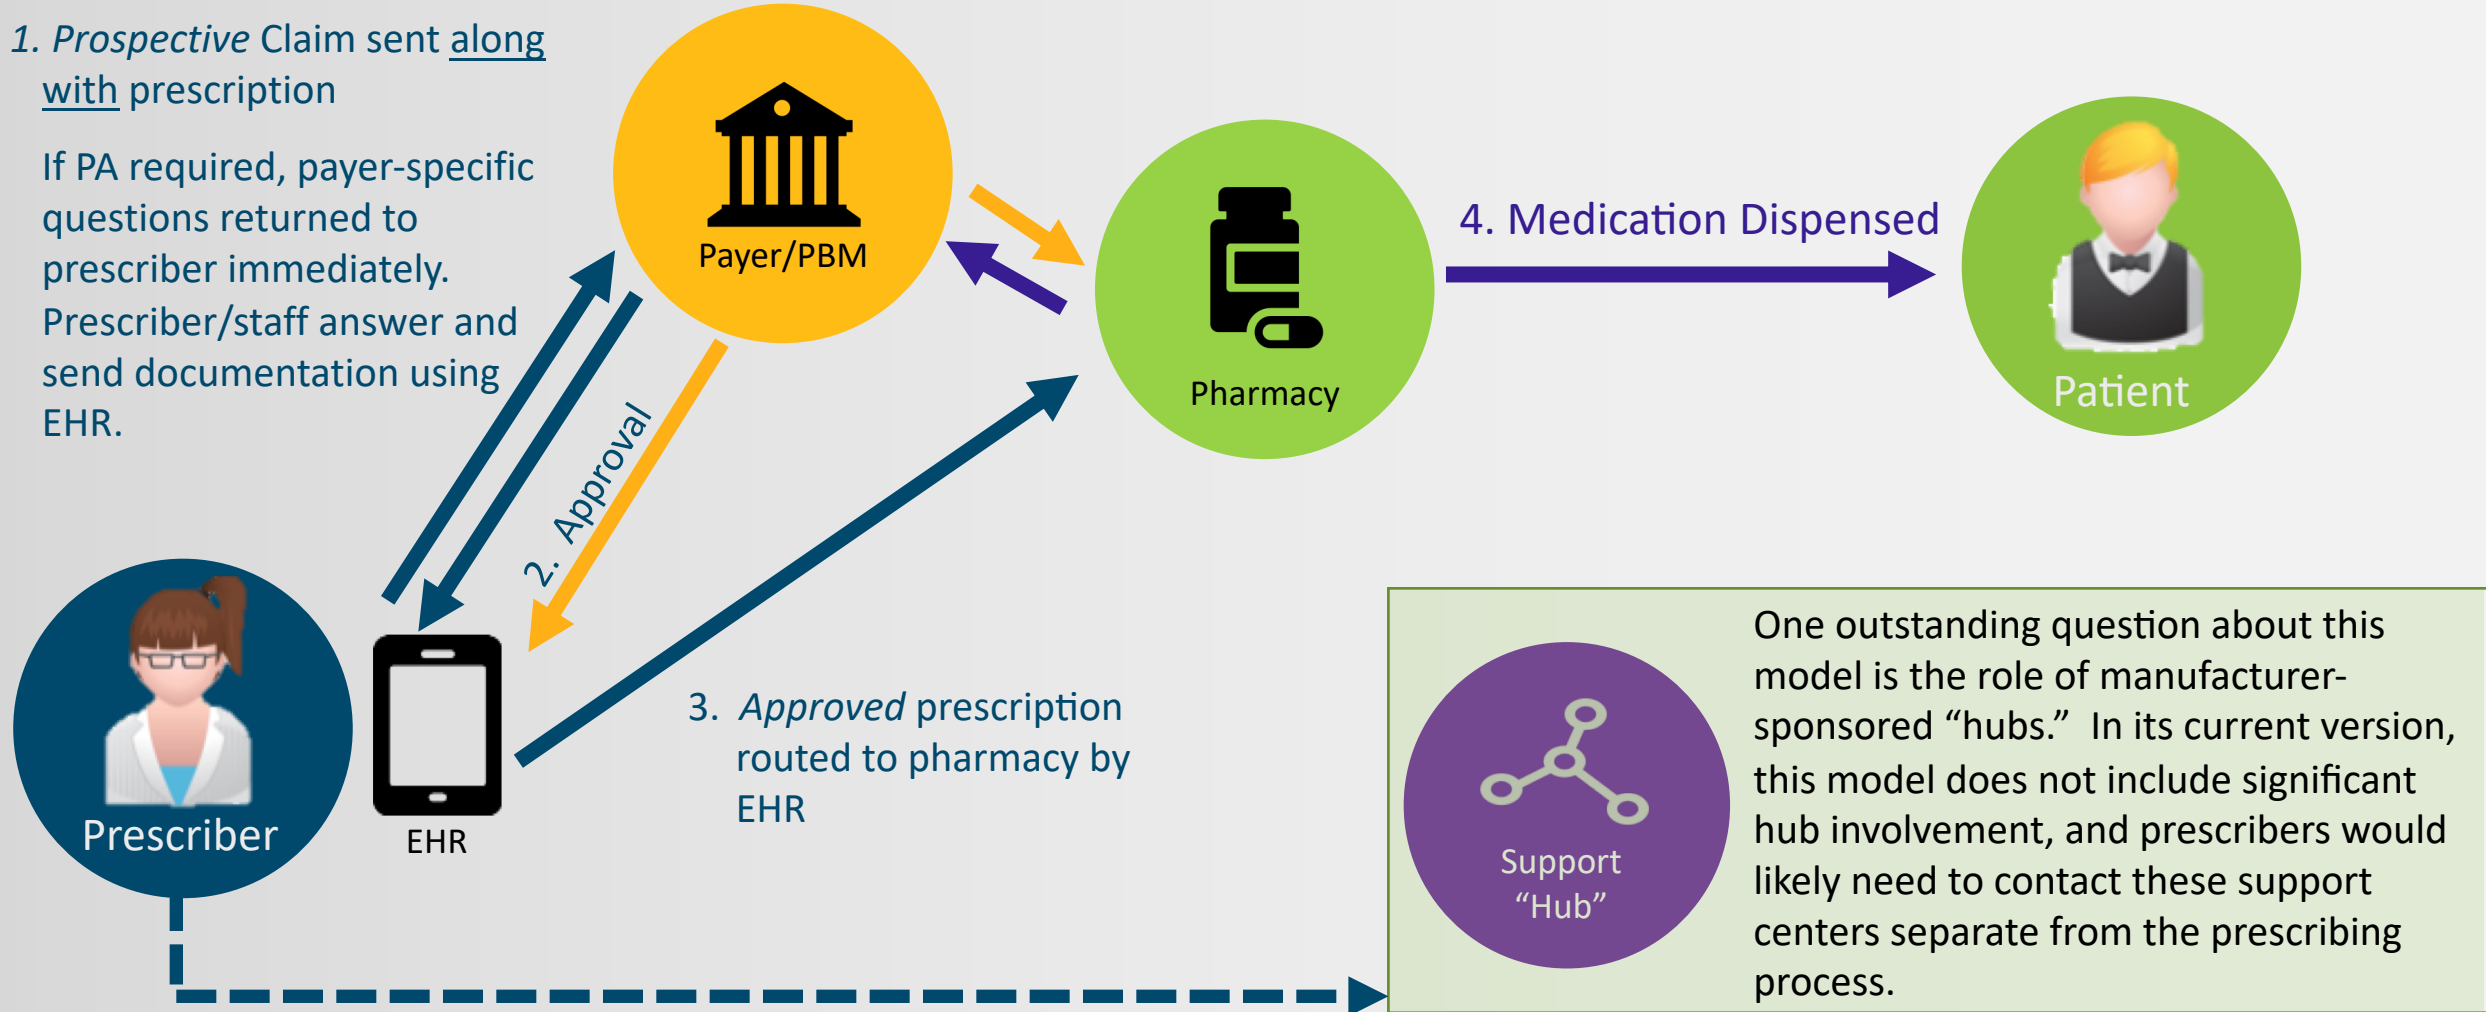 1. Prospective Claim sent along
with prescription
If PA required, payer-specific
questions returned to
prescriber immediately.
Prescriber/staff answer and
send documentation using
EHR.
Payer/PBM
2. Approval
Pharmacy
4. Medication Dispensed
Patient
Prescriber
EHR
3. Approved prescription
routed to pharmacy by
EHR
Support
“Hub”
One outstanding question about this
model is the role of manufacturer-
sponsored “hubs.” In its current version,
this model does not include significant
hub involvement, and prescribers would
likely need to contact these support
centers separate from the prescribing
process.